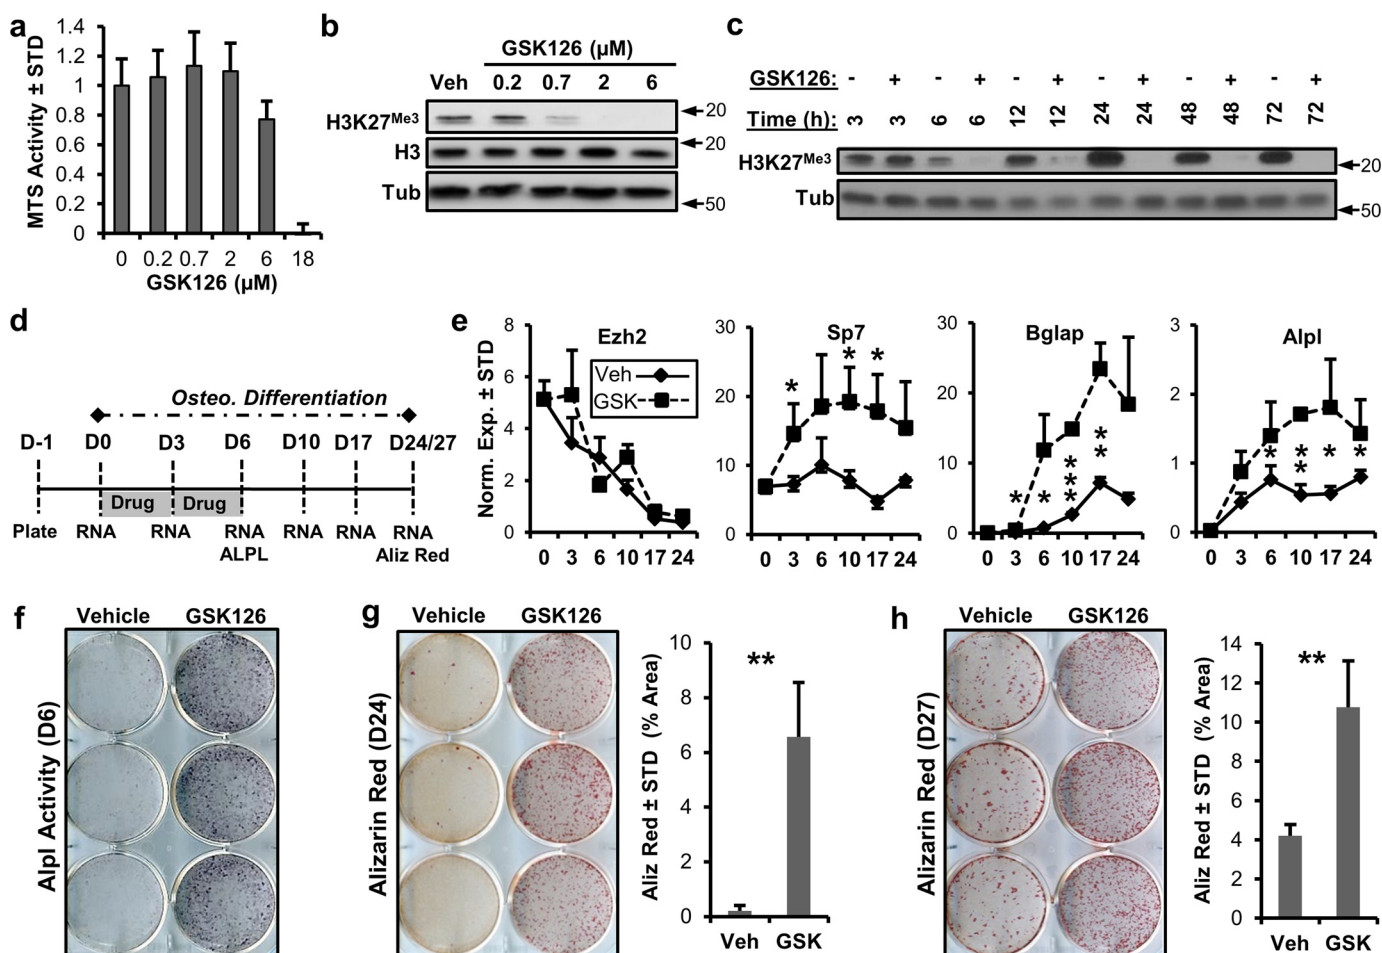 a
MTS Activity ± STD
1.4
1.2
1
0.8
0.6
0.4
0.2
0
0 0.2 0.7 2 6 18
GSK126 (µM)
b
GSK126 (µM)
Veh 0.2 0.7 2 6
H3K27Me3
20
H3
20
Tub
50
c
GSK126: - + - + - + - + - + - +
Time (h): 3 3 6 6 12 12 24 24 48 48 72 72
H3K27Me3
20
Tub
50
d
Osteo. Differentiation
D-1 D0 D3 D6 D10 D17 D24/27
Drug Drug
Plate RNA RNA RNA RNA RNA RNA
ALPL Aliz Red
e
Norm. Exp. ± STD
Ezh2
Veh
GSK
8
6
4
2
0
0 3 6 10 17 24
Sp7
30
20
10
0
* * *
0 3 6 10 17 24
Bglap
30
20
10
0
* * *** **
0 3 6 10 17 24
Alpl
3
2
1
0
* ** * *
0 3 6 10 17 24
f
Vehicle GSK126
Alpl Activity (D6)
g
Vehicle GSK126
Alizarin Red (D24)
Aliz Red ± STD (% Area)
10
8
6
4
2
0
**
Veh GSK
h
Vehicle GSK126
Alizarin Red (D27)
Aliz Red ± STD (% Area)
14
12
10
8
6
4
2
0
**
Veh GSK